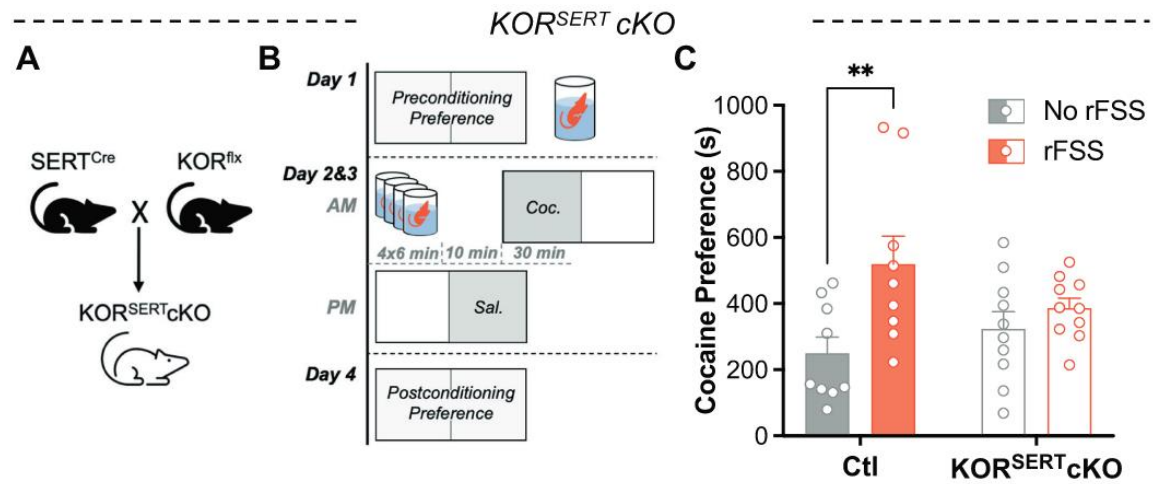 KOR^SERT cKO
A
SERT^Cre
KOR^flx
X
KOR^SERT cKO
B
Day 1
Preconditioning
Preference
Day 2&3
AM
Coc.
4x6 min
10 min
30 min
PM
Sal.
Day 4
Postconditioning
Preference
C
**
No rFSS
rFSS
Cocaine Preference (s)
1000
800
600
400
200
0
Ctl
KOR^SERT cKO